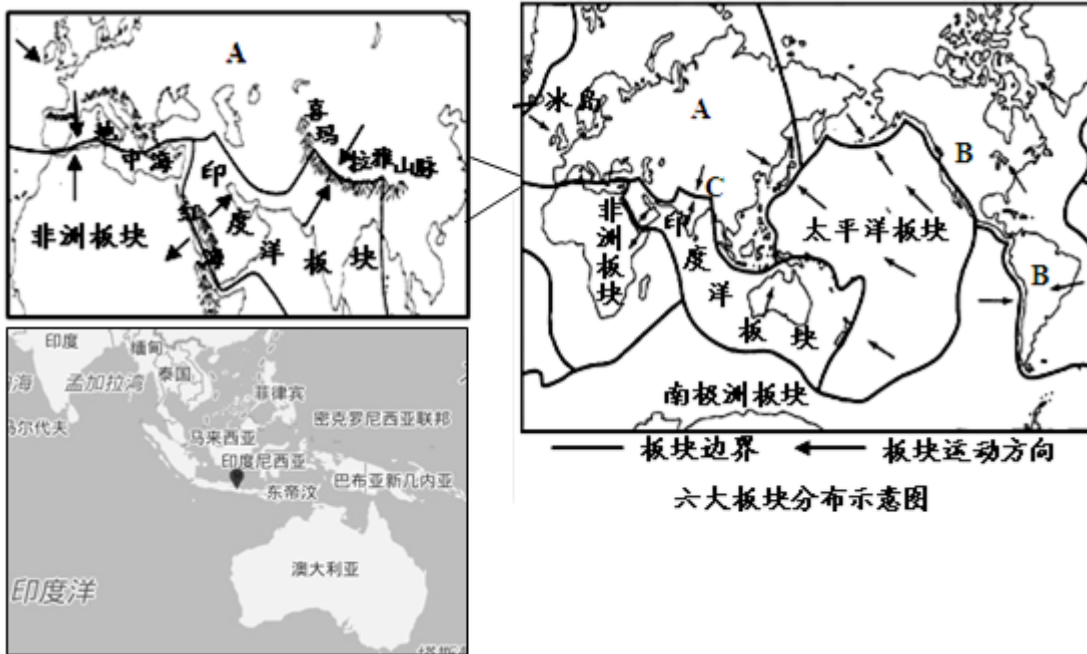 A
喜
玛
拉雅山脉
地
中海
印
度
洋
板
块
红
海
非洲板块
冰岛
A
B
C
非
洲
板
块
印
度
洋
板
块
太平洋板块
B
南极洲板块
板块边界
板块运动方向
六大板块分布示意图
印度
缅甸
孟加拉湾
泰国
菲律宾
马尔代夫
密克罗尼西亚联邦
马来西亚
印度尼西亚
巴布亚新几内亚
东帝汶
澳大利亚
印度洋